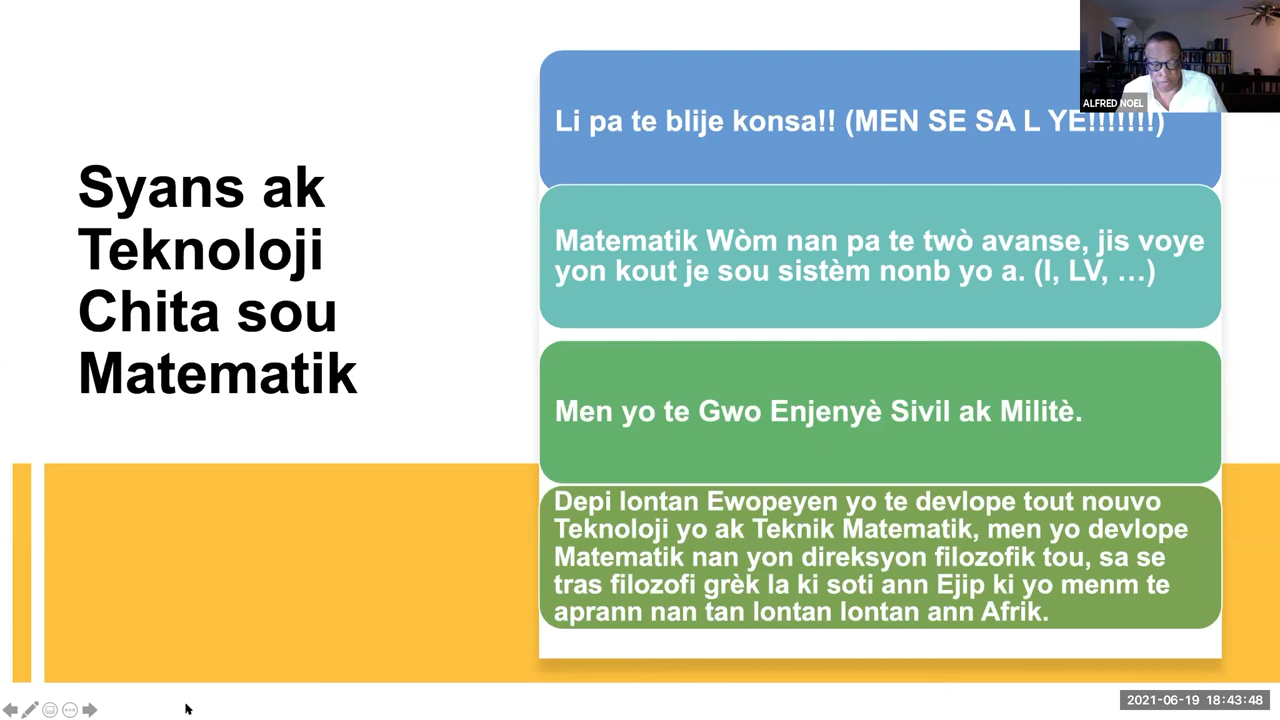 Syans ak
Teknoloji
Chita sou
Matematik
Li pa te blije konsa!! (MEN SE SA L YE!!!!!!!)
Matematik Wòm nan pa te twò avanse, jis voye
yon kout je sou sistèm nonb yo a. (I, LV, …)
Men yo te Gwo Enjenyè Sivil ak Militè.
Depi lontan Ewopeyen yo te devlope tout nouvo
Teknoloji yo ak Teknik Matematik, men yo devlope
Matematik nan yon direksyon filozofik tou, sa se
tras filozofi grèk la ki soti ann Ejip ki yo menm te
aprann nan tan lontan lontan ann Afrik.
ALFRED NOEL
2021-06-19 18:43:48